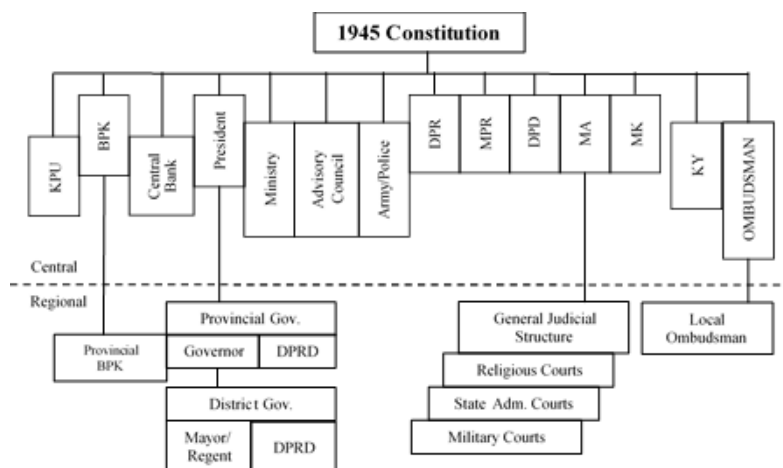 1945 Constitution
KPU
BPK
Central
Bank
President
Ministry
Advisory
Council
Army/Police
DPR
MPR
DPD
MA
MK
KY
OMBUDSMAN
Central
Regional
Provincial Gov.
Governor
DPRD
Provincial
BPK
District Gov.
Mayor/
Regent
DPRD
General Judicial
Structure
Religious Courts
State Adm. Courts
Military Courts
Local
Ombudsman